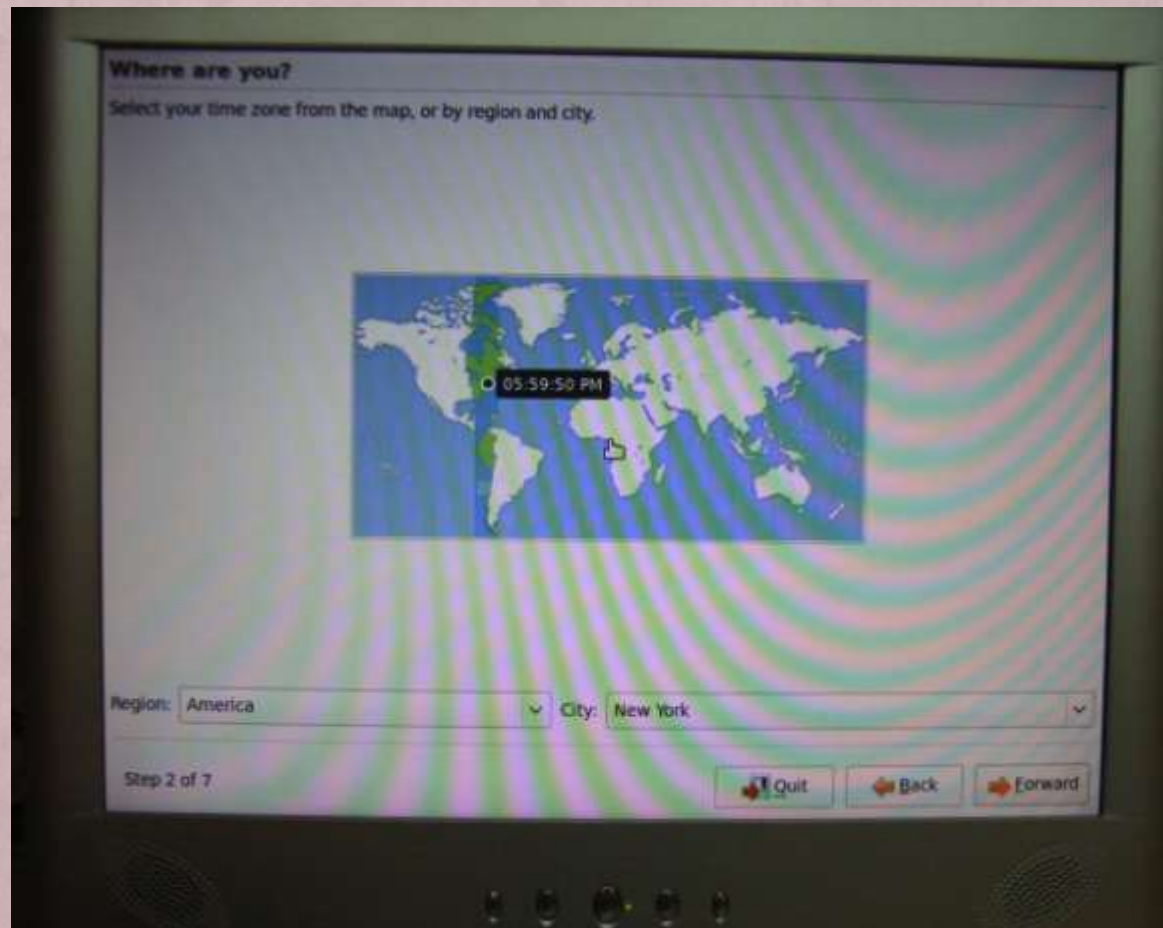 Where are you?
Select your time zone from the map, or by region and city.
05:59:50 PM
Region: America City: New York
Step 2 of 7 Quit Back Forward